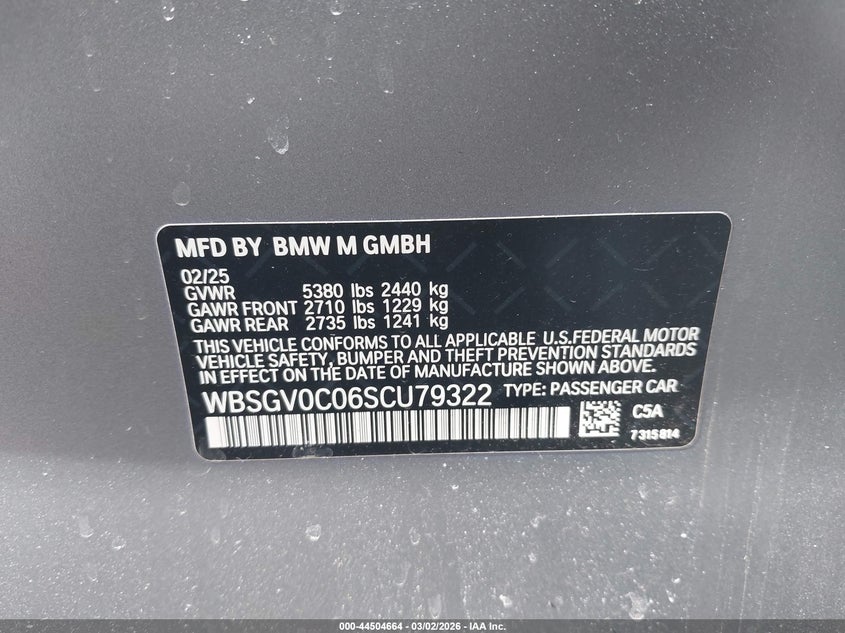 MFD BY BMW M GMBH
02/25
GVWR 5380 lbs 2440 kg
GAWR FRONT 2710 lbs 1229 kg
GAWR REAR 2735 lbs 1241 kg
THIS VEHICLE CONFORMS TO ALL APPLICABLE U.S.FEDERAL MOTOR
VEHICLE SAFETY, BUMPER AND THEFT PREVENTION STANDARDS
IN EFFECT ON THE DATE OF MANUFACTURE SHOWN ABOVE.
WBSGV0C06SCU79322 TYPE: PASSENGER CAR
C5A
7315814
000-44504664 - 03/02/2026 - IAA Inc.